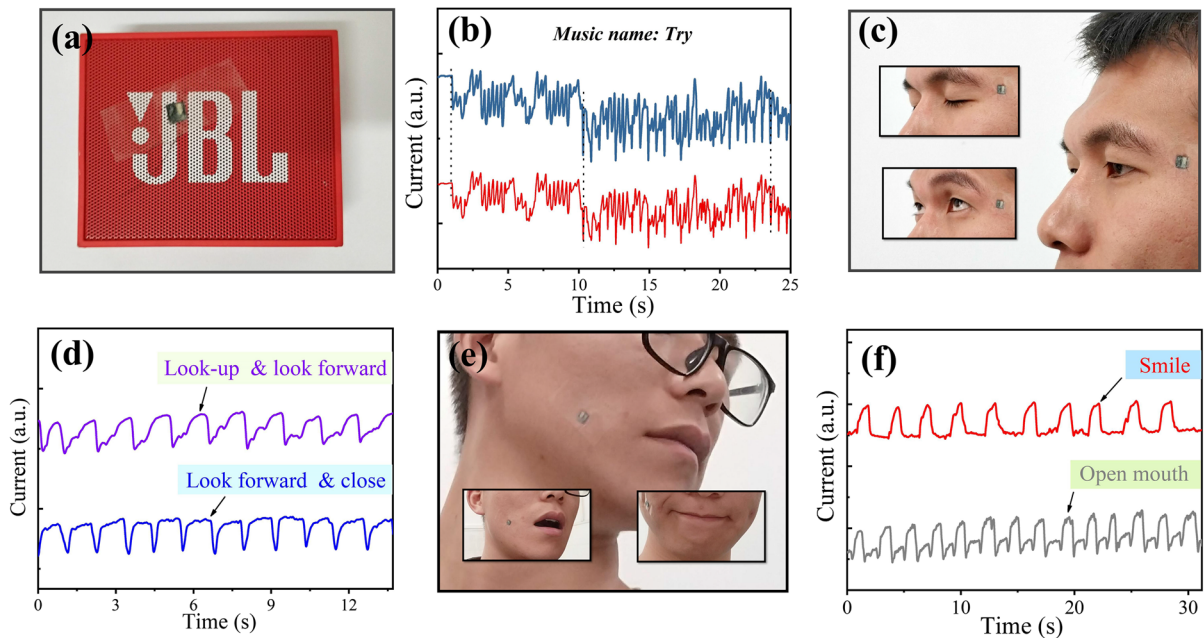 (a)
JBL
(b)
Music name: Try
Current (a.u.)
0 5 10 15 20 25
Time (s)
(c)
(d)
Look-up & look forward
Look forward & close
Current (a.u.)
0 3 6 9 12
Time (s)
(e)
(f)
Smile
Open mouth
Current (a.u.)
0 10 20 30
Time (s)